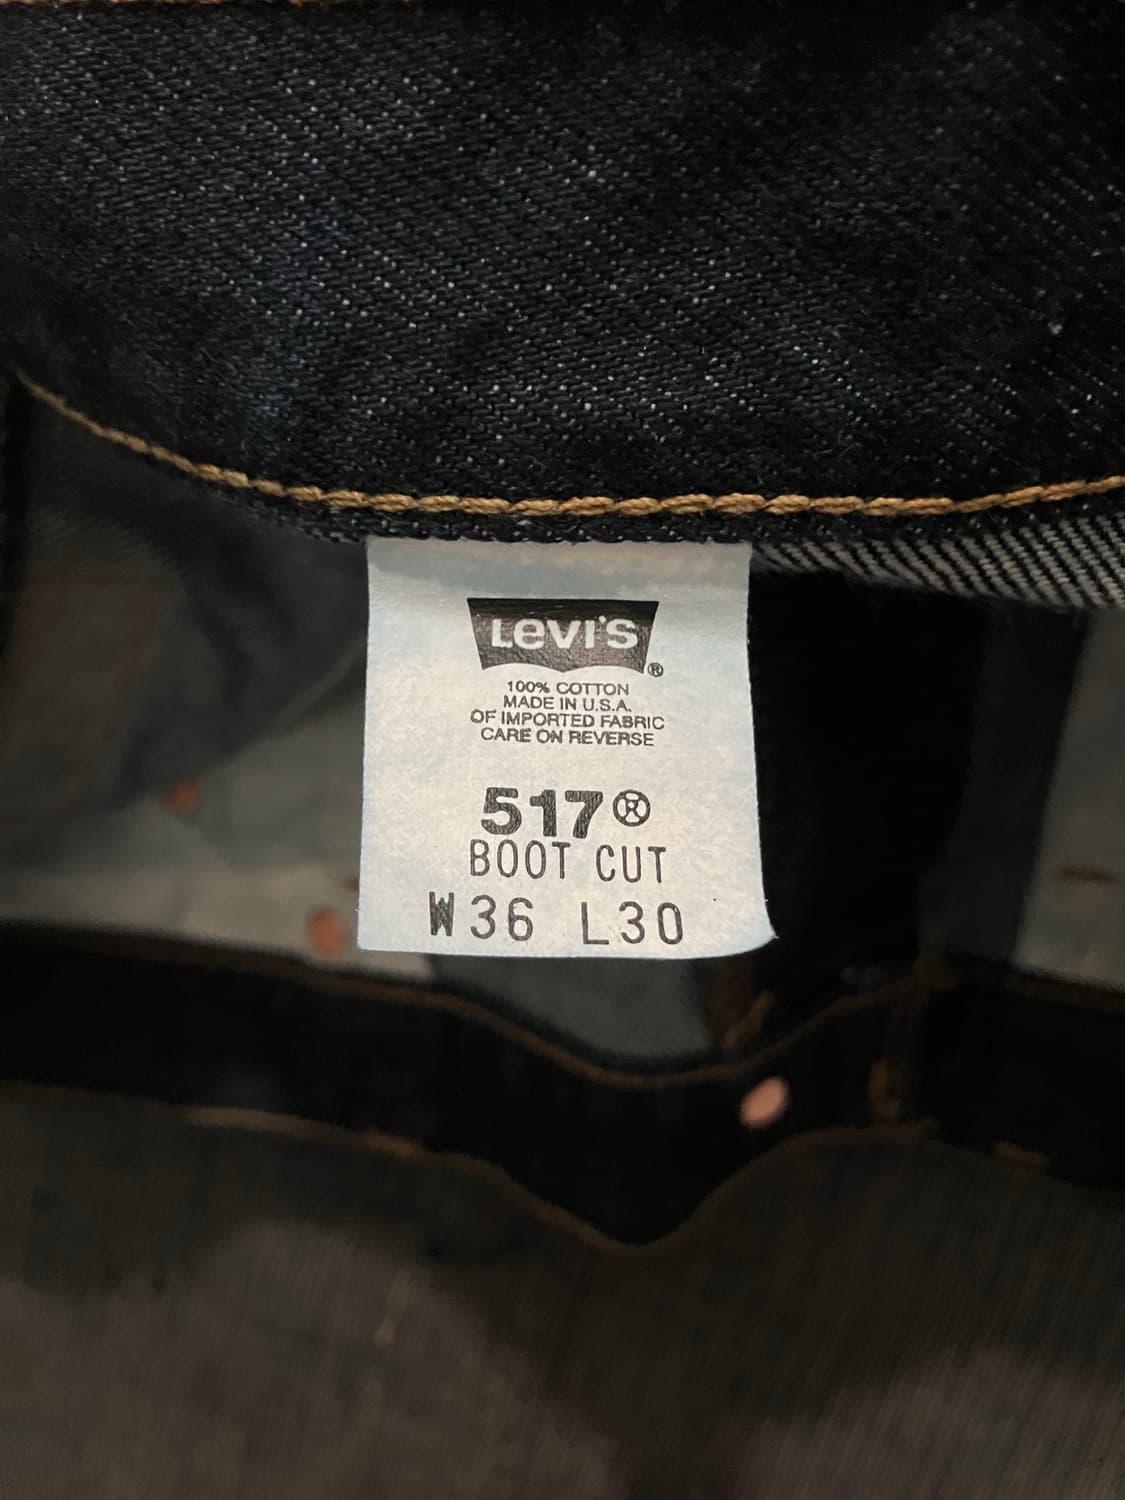 Levi's®
100% COTTON
MADE IN U.S.A.
OF IMPORTED FABRIC
CARE ON REVERSE
517®
BOOT CUT
W36 L30